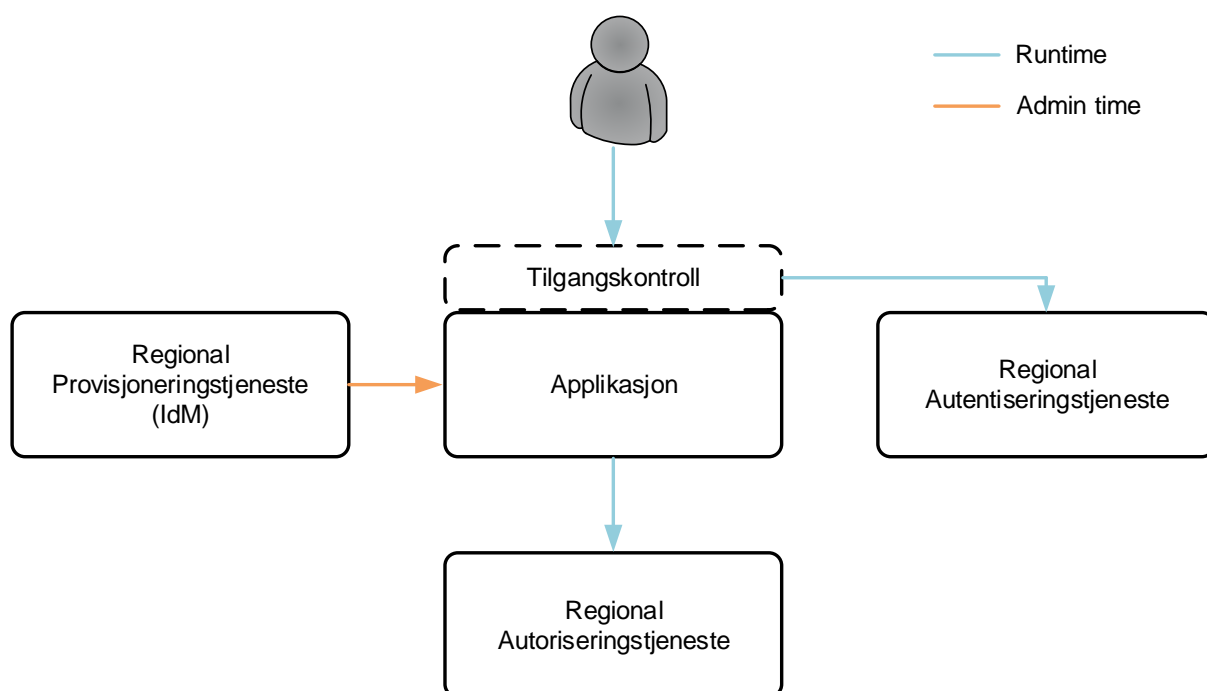 Runtime
Admin time
Tilgangskontroll
Regional
Provisjoneringstjeneste
(IdM)
Applikasjon
Regional
Autentiseringstjeneste
Regional
Autoriseringstjeneste